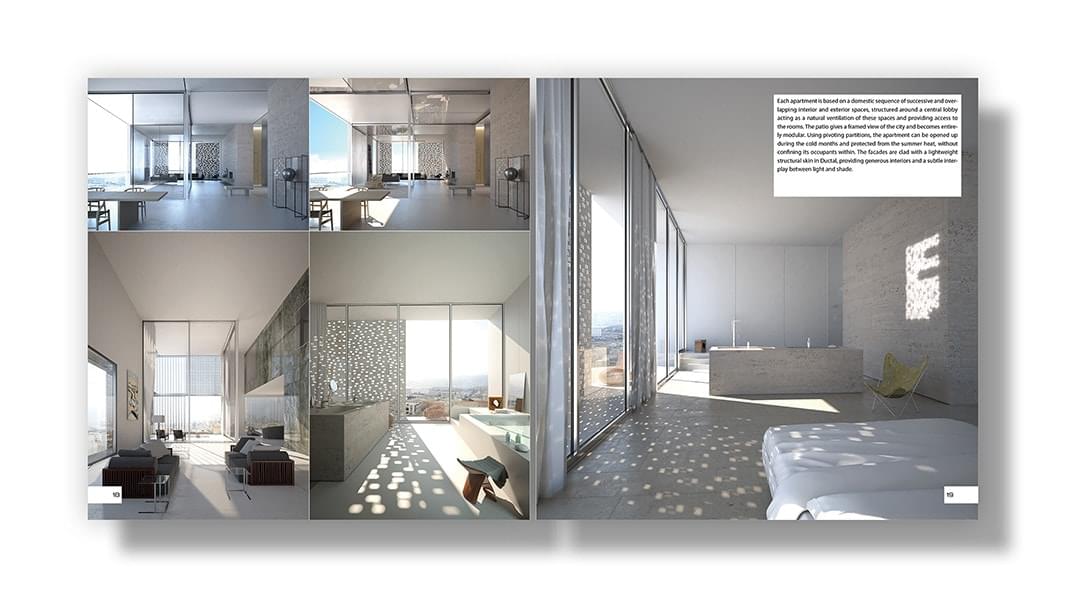 Each apartment is based on a domestic sequence of successive and over-
lapping interior and exterior spaces, structured around a central lobby
acting as a natural ventilation of these spaces and providing access to
the rooms. The patio gives a framed view of the city and becomes entire-
ly modular. Using pivoting partitions, the apartment can be opened up
during the cold months and protected from the summer heat, without
confining its occupants within. The facades are clad with a lightweight
structural skin in Ductal, providing generous interiors and a subtle inter-
play between light and shade.
18
19